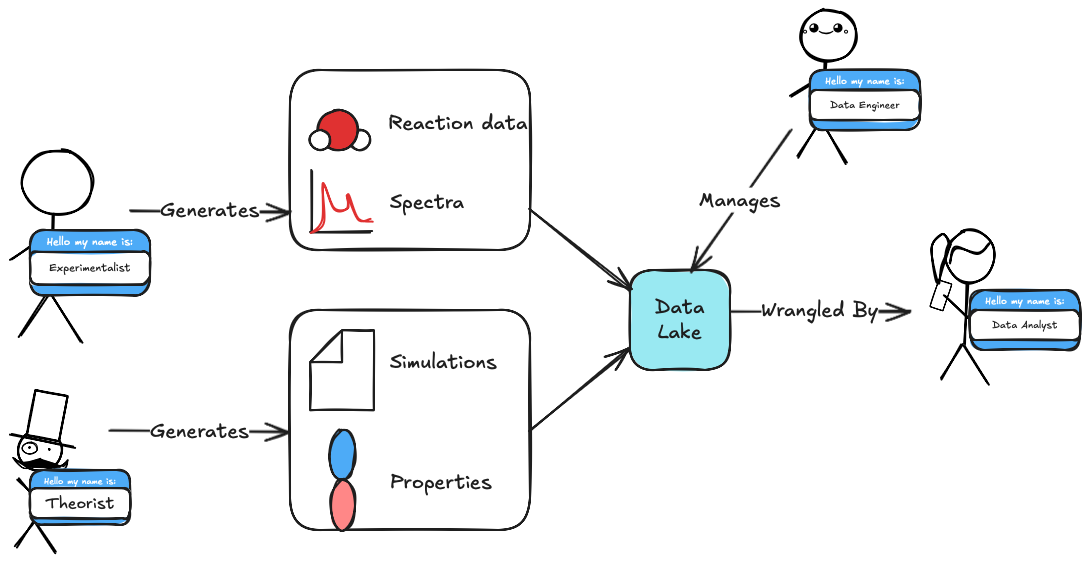 Hello my name is:
Data Engineer
Reaction data
Spectra
Generates
Manages
Hello my name is:
Experimentalist
Data
Lake
Wrangled By
Hello my name is:
Data Analyst
Simulations
Generates
Properties
Hello my name is:
Theorist